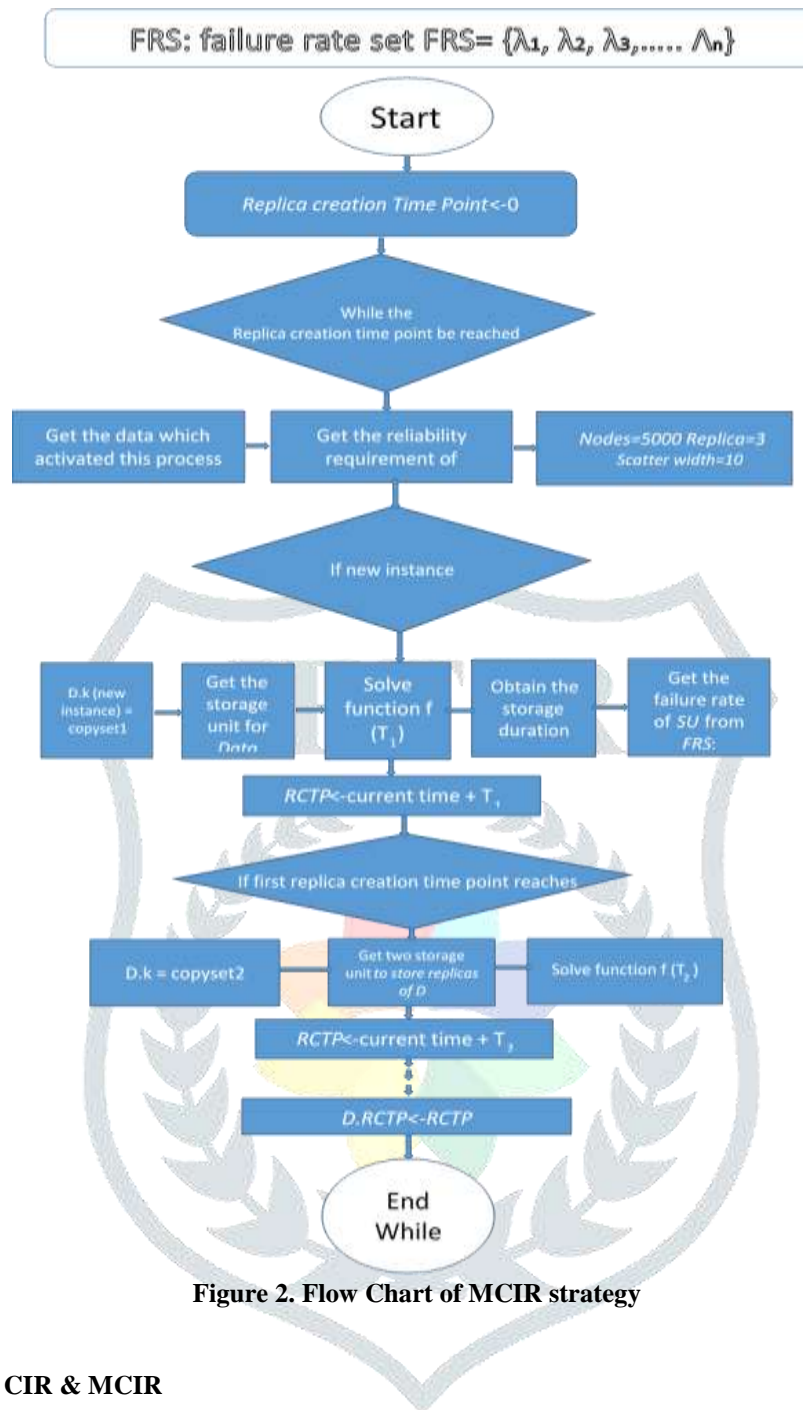 FRS: failure rate set FRS= {λ1, λ2, λ3,..... Λn}
Start
Replica creation Time Point<-0
While the
Replica creation time point be reached
Get the data which
activated this process
Get the reliability
requirement of
Nodes=5000 Replica=3
Scatter width=10
If new instance
D.k (new
instance) =
copyset1
Get the
storage
unit for
Data
Solve
function f
(T1)
Obtain the
storage
duration
Get the
failure rate
of SU from
FRS:
RCTP<-current time + T1
If first replica creation time point reaches
D.k = copyset2
Get two storage
unit to store replicas
of D
Solve function f (T2)
RCTP<-current time + T2
D.RCTP<-RCTP
End
While
Figure 2. Flow Chart of MCIR strategy
CIR & MCIR